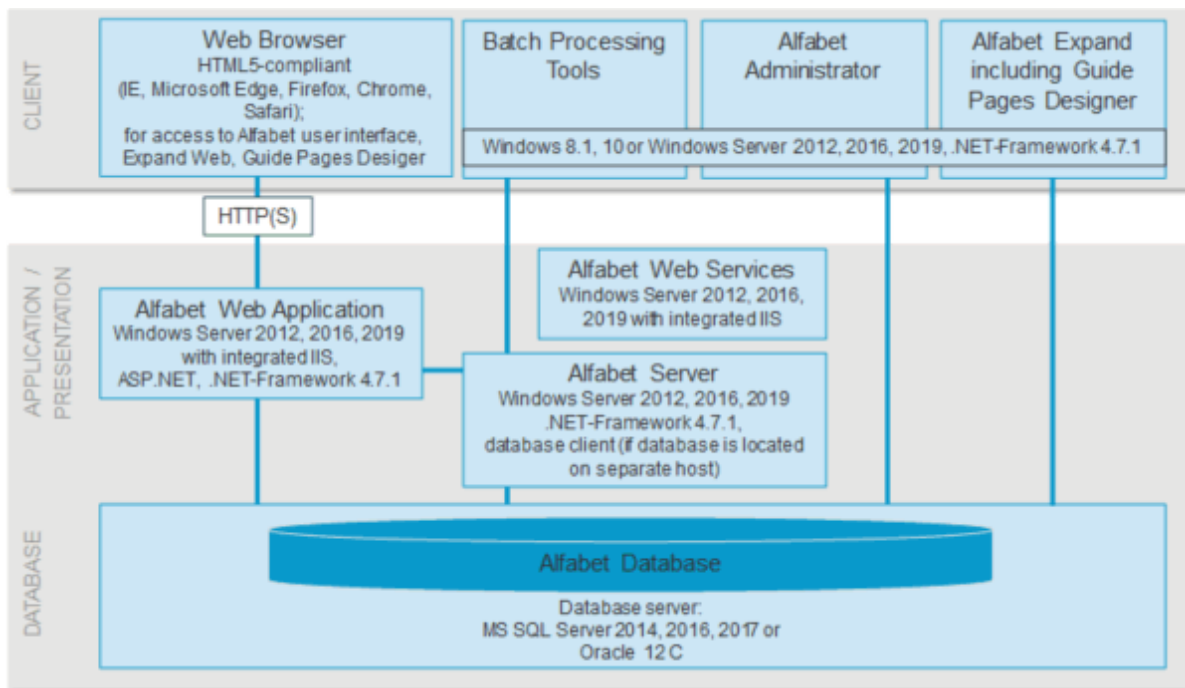 CLIENT
Web Browser
HTML5-compliant
(IE, Microsoft Edge, Firefox, Chrome,
Safari);
for access to Alfabet user interface,
Expand Web, Guide Pages Desiger
Batch Processing
Tools
Alfabet
Administrator
Alfabet Expand
including Guide
Pages Designer
Windows 8.1, 10 or Windows Server 2012, 2016, 2019, .NET-Framework 4.7.1
HTTP(S)
APPLICATION /
PRESENTATION
Alfabet Web Services
Windows Server 2012, 2016,
2019 with integrated IIS
Alfabet Web Application
Windows Server 2012, 2016, 2019
with integrated IIS,
ASP.NET, .NET-Framework 4.7.1
Alfabet Server
Windows Server 2012, 2016, 2019
.NET-Framework 4.7.1,
database client (if database is located
on separate host)
DATABASE
Alfabet Database
Database server:
MS SQL Server 2014, 2016, 2017 or
Oracle 12 C